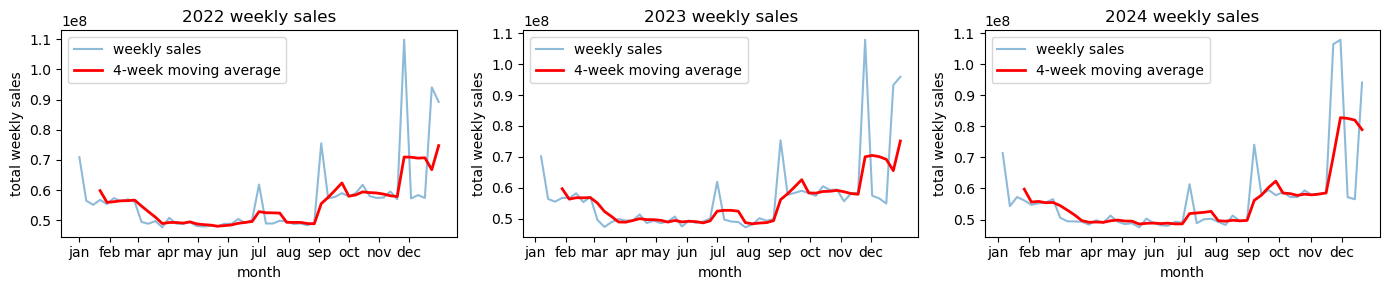 2022 weekly sales
1e8
weekly sales
4-week moving average
total weekly sales
1.1
1.0
0.9
0.8
0.7
0.6
0.5
jan feb mar apr may jun jul aug sep oct nov dec
month
2023 weekly sales
1e8
weekly sales
4-week moving average
total weekly sales
1.1
1.0
0.9
0.8
0.7
0.6
0.5
jan feb mar apr may jun jul aug sep oct nov dec
month
2024 weekly sales
1e8
weekly sales
4-week moving average
total weekly sales
1.1
1.0
0.9
0.8
0.7
0.6
0.5
jan feb mar apr may jun jul aug sep oct nov dec
month